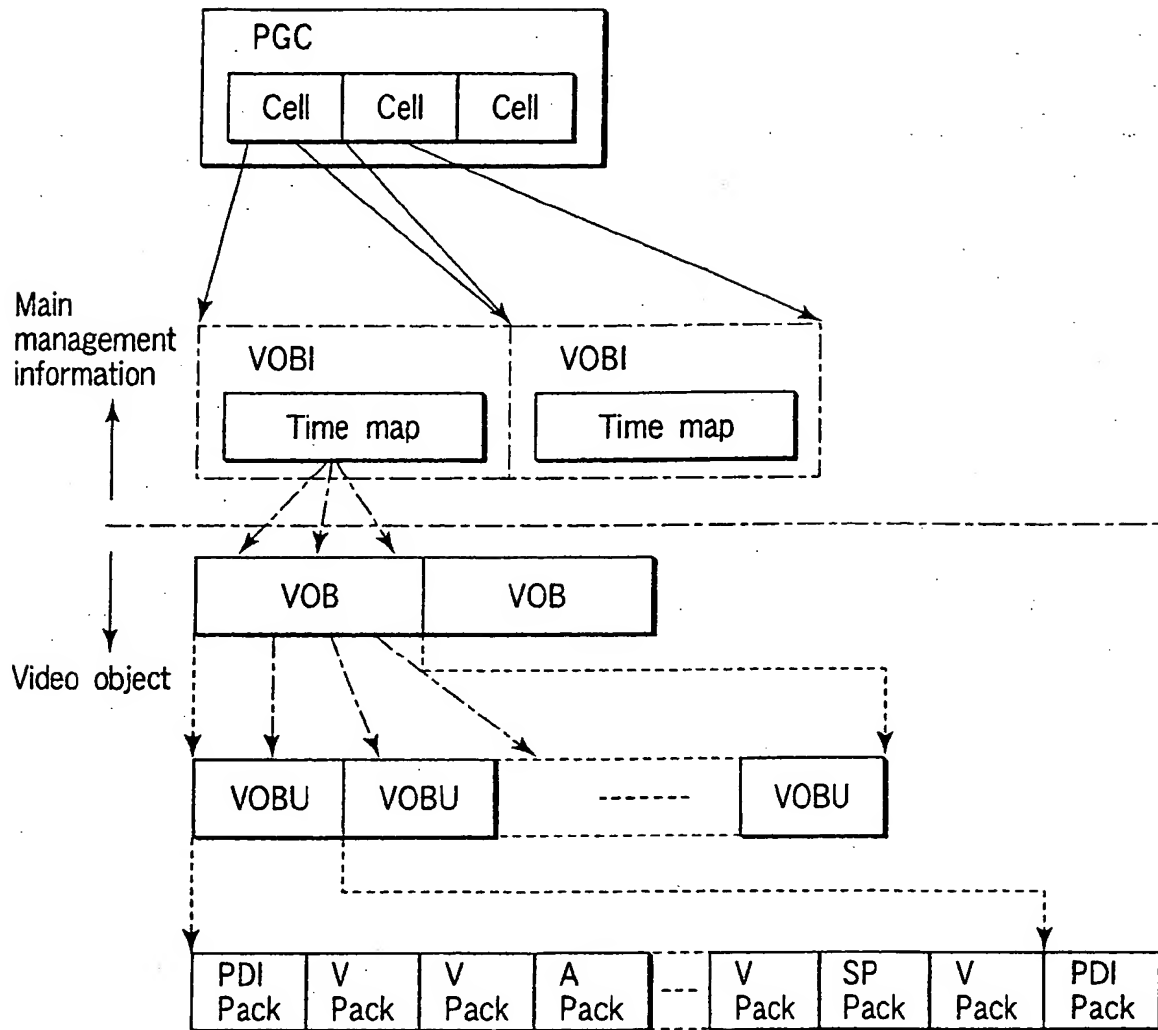 PGC
Cell Cell Cell
Main
management
information
VOBI VOBI
Time map Time map
VOB VOB
Video object
VOBU VOBU VOBU
PDI V V A V SP V PDI
Pack Pack Pack Pack Pack Pack Pack Pack